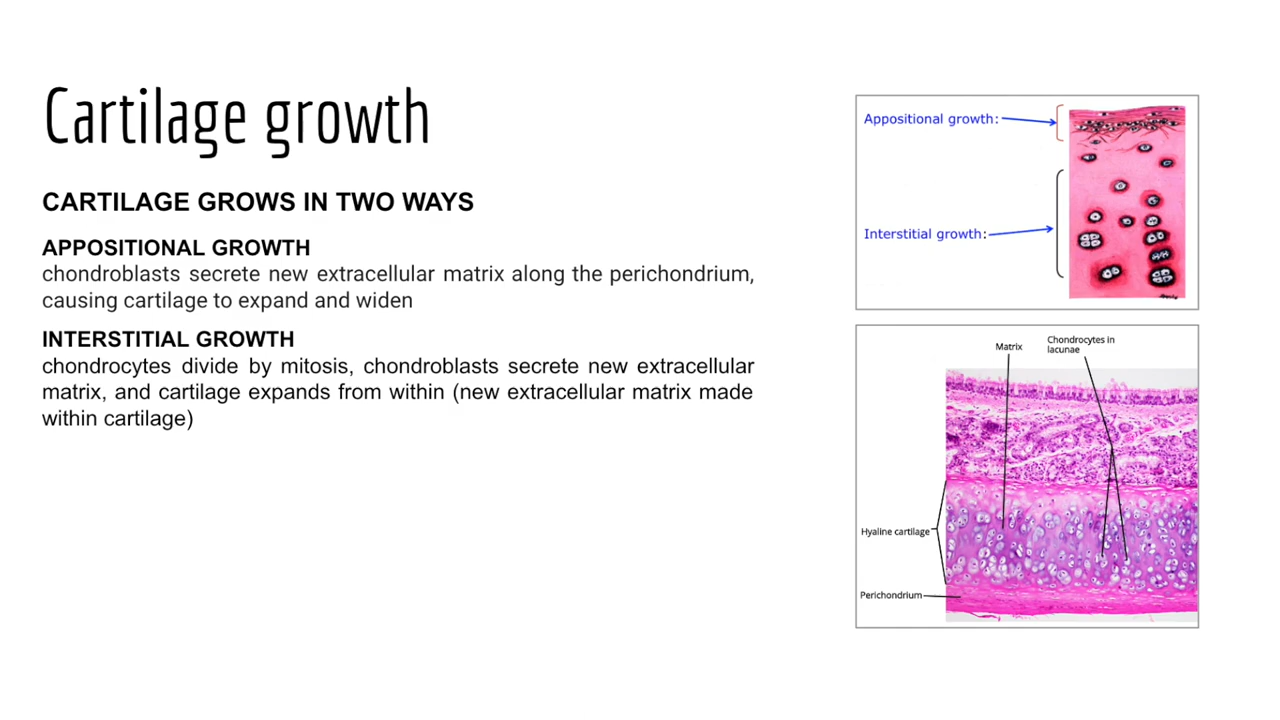 Cartilage growth
CARTILAGE GROWS IN TWO WAYS
APPOSITIONAL GROWTH
chondroblasts secrete new extracellular matrix along the perichondrium,
causing cartilage to expand and widen
INTERSTITIAL GROWTH
chondrocytes divide by mitosis, chondroblasts secrete new extracellular
matrix, and cartilage expands from within (new extracellular matrix made
within cartilage)
Appositional growth:
Interstitial growth:
Matrix
Chondrocytes in
lacunae
Hyaline cartilage
Perichondrium